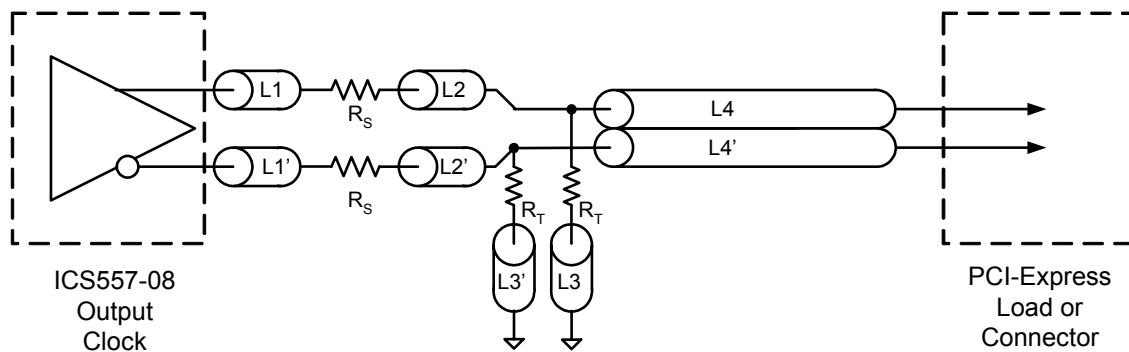 L1
R_S
L2
L4
L1’
R_S
L2’
L4’
R_T
R_T
L3’
L3
ICS557-08
Output
Clock
PCI-Express
Load or
Connector